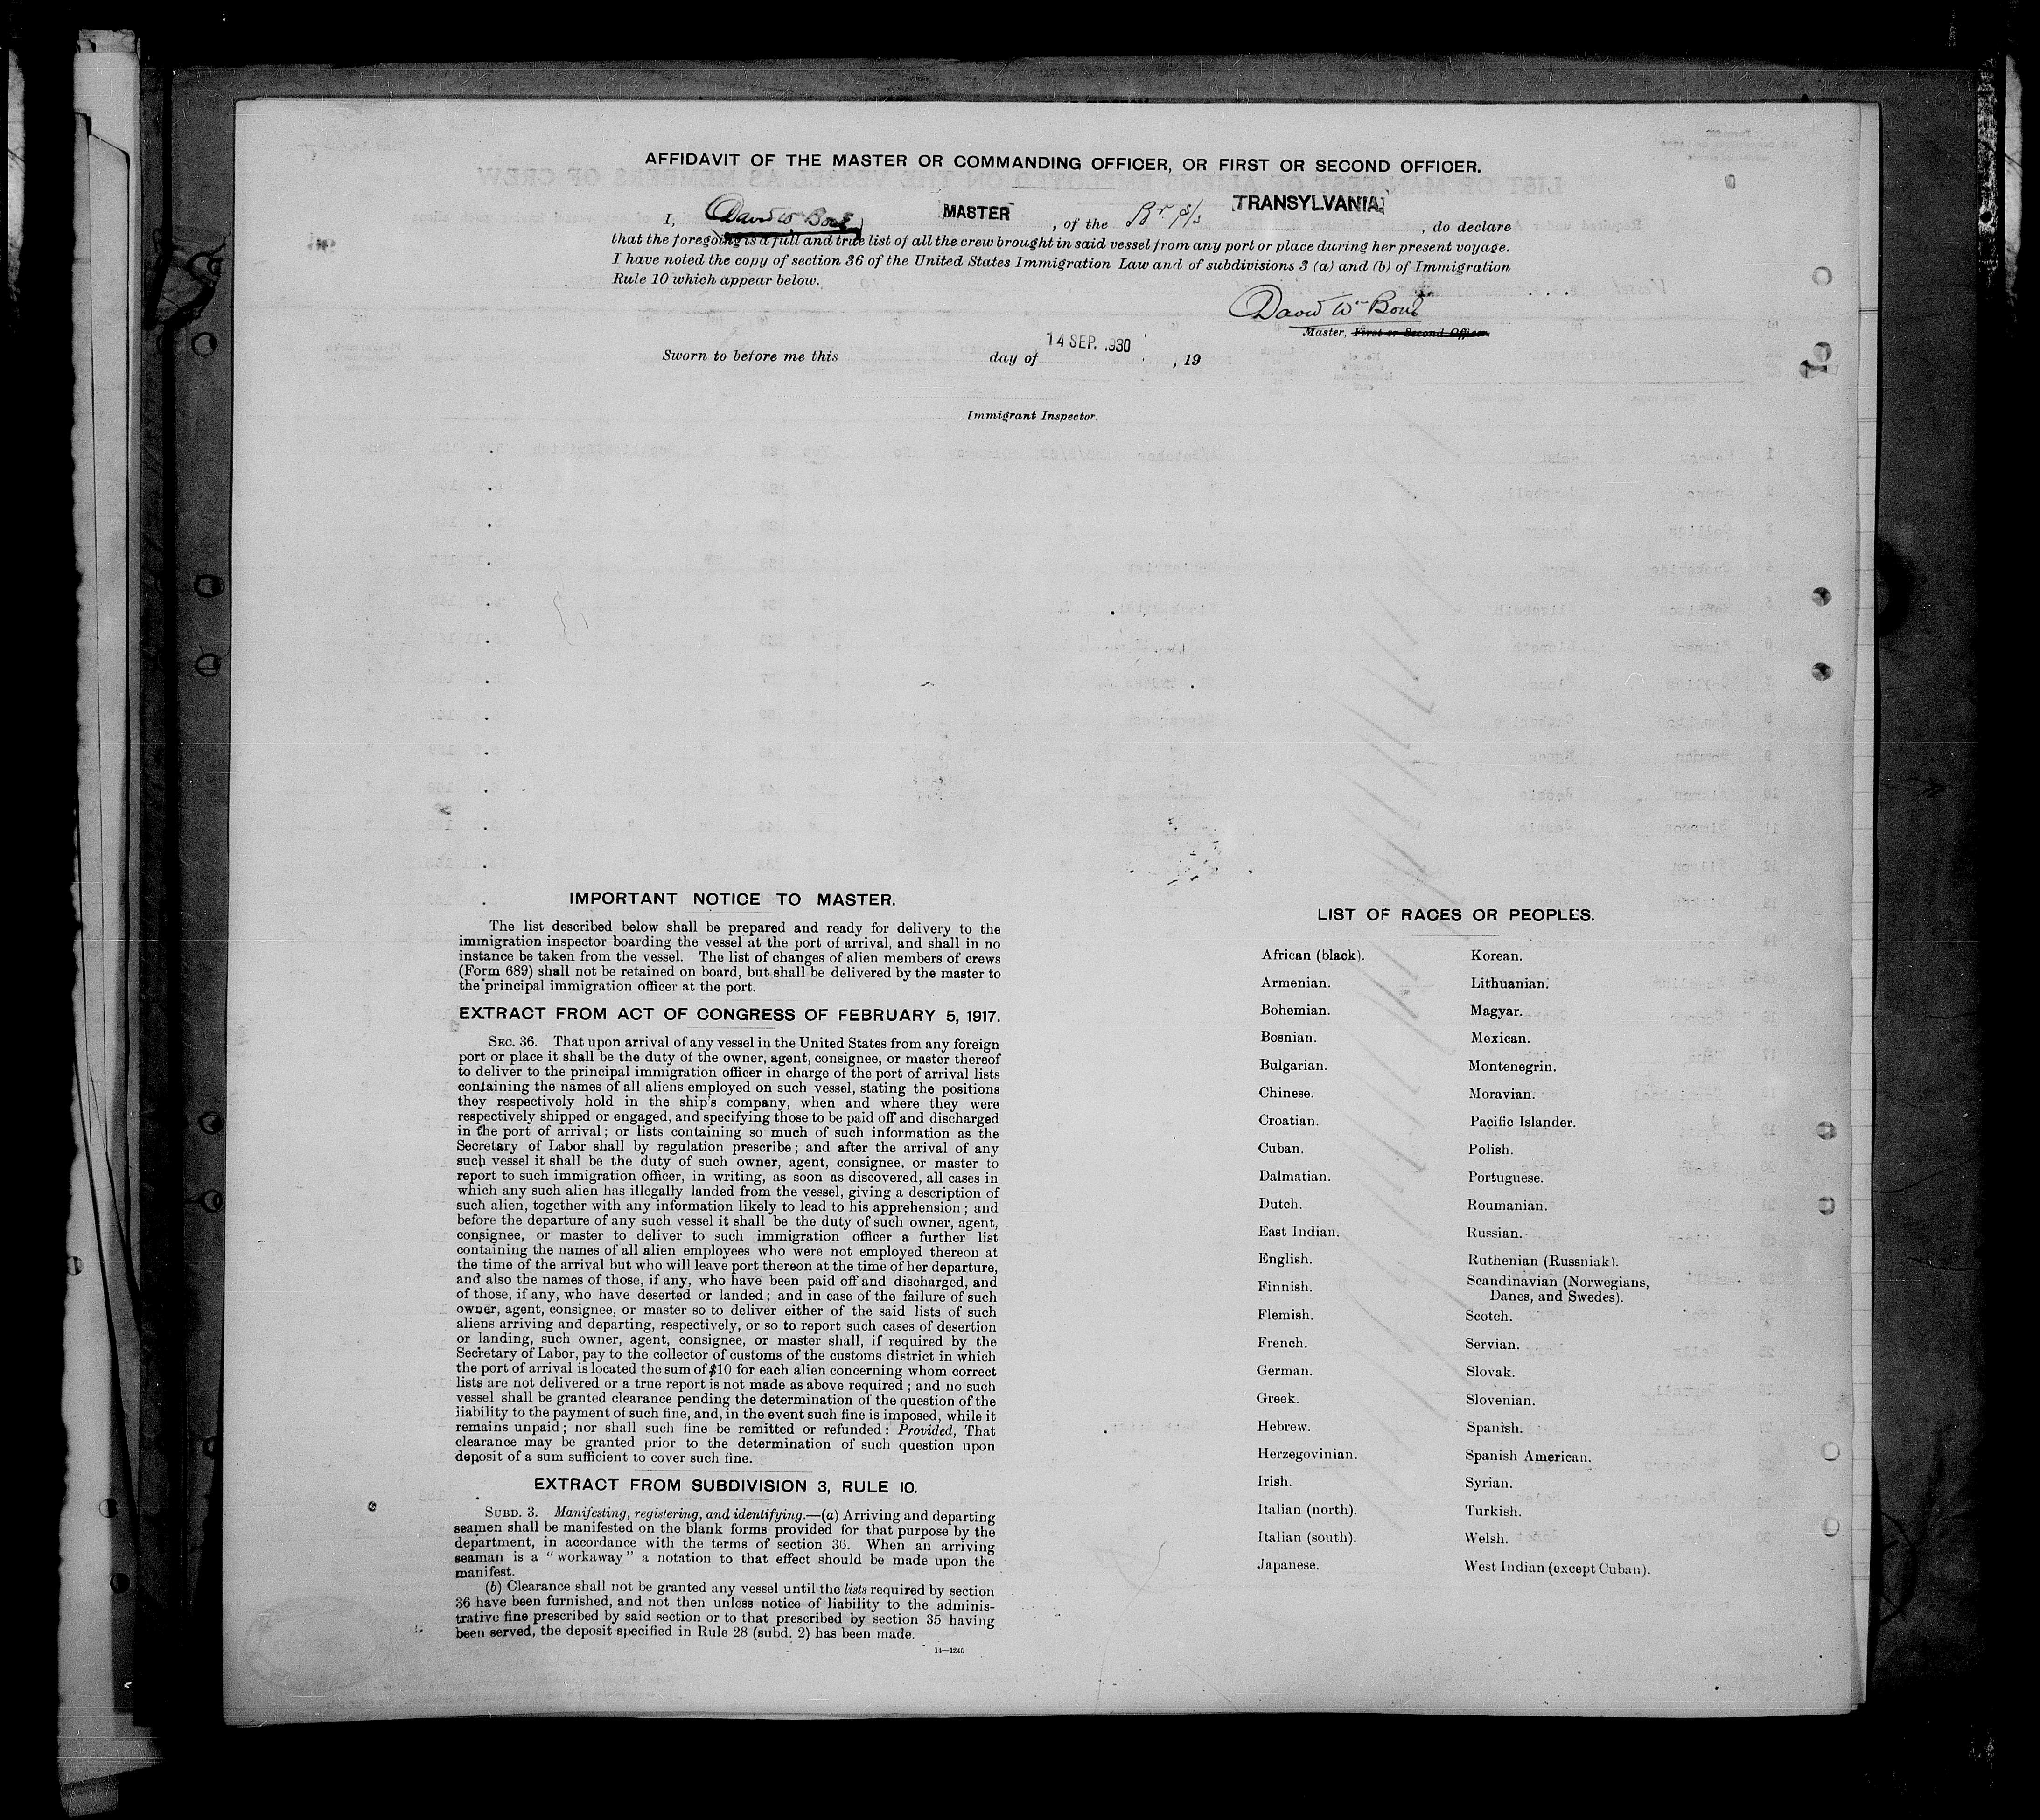 AFFIDAVIT OF THE MASTER OR COMMANDING OFFICER, OR FIRST OR SECOND OFFICER.
I, David Wm Bone MASTER, of the Br s/s TRANSYLVANIA, do declare
that the foregoing is a full and true list of all the crew brought in said vessel from any port or place during her present voyage.
I have noted the copy of section 36 of the United States Immigration Law and of subdivisions 3 (a) and (b) of Immigration
Rule 10 which appear below.
David Wm Bone
Master, First or Second Officer.
14 SEP. 1930
Sworn to before me this day of , 19
Immigrant Inspector.
IMPORTANT NOTICE TO MASTER.
The list described below shall be prepared and ready for delivery to the
immigration inspector boarding the vessel at the port of arrival, and shall in no
instance be taken from the vessel. The list of changes of alien members of crews
(Form 689) shall not be retained on board, but shall be delivered by the master to
the principal immigration officer at the port.
EXTRACT FROM ACT OF CONGRESS OF FEBRUARY 5, 1917.
SEC. 36. That upon arrival of any vessel in the United States from any foreign
port or place it shall be the duty of the owner, agent, consignee, or master thereof
to deliver to the principal immigration officer in charge of the port of arrival lists
containing the names of all aliens employed on such vessel, stating the positions
they respectively hold in the ship's company, when and where they were
respectively shipped or engaged, and specifying those to be paid off and discharged
in the port of arrival; or lists containing so much of such information as the
Secretary of Labor shall by regulation prescribe; and after the arrival of any
such vessel it shall be the duty of such owner, agent, consignee, or master to
report to such immigration officer, in writing, as soon as discovered, all cases in
which any such alien has illegally landed from the vessel, giving a description of
such alien, together with any information likely to lead to his apprehension; and
before the departure of any such vessel it shall be the duty of such owner, agent,
consignee, or master to deliver to such immigration officer a further list
containing the names of all alien employees who were not employed thereon at
the time of the arrival but who will leave port thereon at the time of her departure,
and also the names of those, if any, who have been paid off and discharged, and
of those, if any, who have deserted or landed; and in case of the failure of such
owner, agent, consignee, or master so to deliver either of the said lists of such
aliens arriving and departing, respectively, or so to report such cases of desertion
or landing, such owner, agent, consignee, or master shall, if required by the
Secretary of Labor, pay to the collector of customs of the customs district in which
the port of arrival is located the sum of $10 for each alien concerning whom correct
lists are not delivered or a true report is not made as above required; and no such
vessel shall be granted clearance pending the determination of the question of the
liability to the payment of such fine, and, in the event such fine is imposed, while it
remains unpaid; nor shall such fine be remitted or refunded: Provided, That
clearance may be granted prior to the determination of such question upon
deposit of a sum sufficient to cover such fine.
EXTRACT FROM SUBDIVISION 3, RULE 10.
SUBD. 3. Manifesting, registering, and identifying.—(a) Arriving and departing
seamen shall be manifested on the blank forms provided for that purpose by the
department, in accordance with the terms of section 36. When an arriving
seaman is a "workaway" a notation to that effect should be made upon the
manifest.
(b) Clearance shall not be granted any vessel until the lists required by section
36 have been furnished, and not then unless notice of liability to the adminis-
trative fine prescribed by said section or to that prescribed by section 35 having
been served, the deposit specified in Rule 28 (subd. 2) has been made.
14—1240
LIST OF RACES OR PEOPLES.
African (black).
Armenian.
Bohemian.
Bosnian.
Bulgarian.
Chinese.
Croatian.
Cuban.
Dalmatian.
Dutch.
East Indian.
English.
Finnish.
Flemish.
French.
German.
Greek.
Hebrew.
Herzegovinian.
Irish.
Italian (north).
Italian (south).
Japanese.
Korean.
Lithuanian.
Magyar.
Mexican.
Montenegrin.
Moravian.
Pacific Islander.
Polish.
Portuguese.
Roumanian.
Russian.
Ruthenian (Russniak).
Scandinavian (Norwegians,
Danes, and Swedes).
Scotch.
Servian.
Slovak.
Slovenian.
Spanish.
Spanish American.
Syrian.
Turkish.
Welsh.
West Indian (except Cuban).